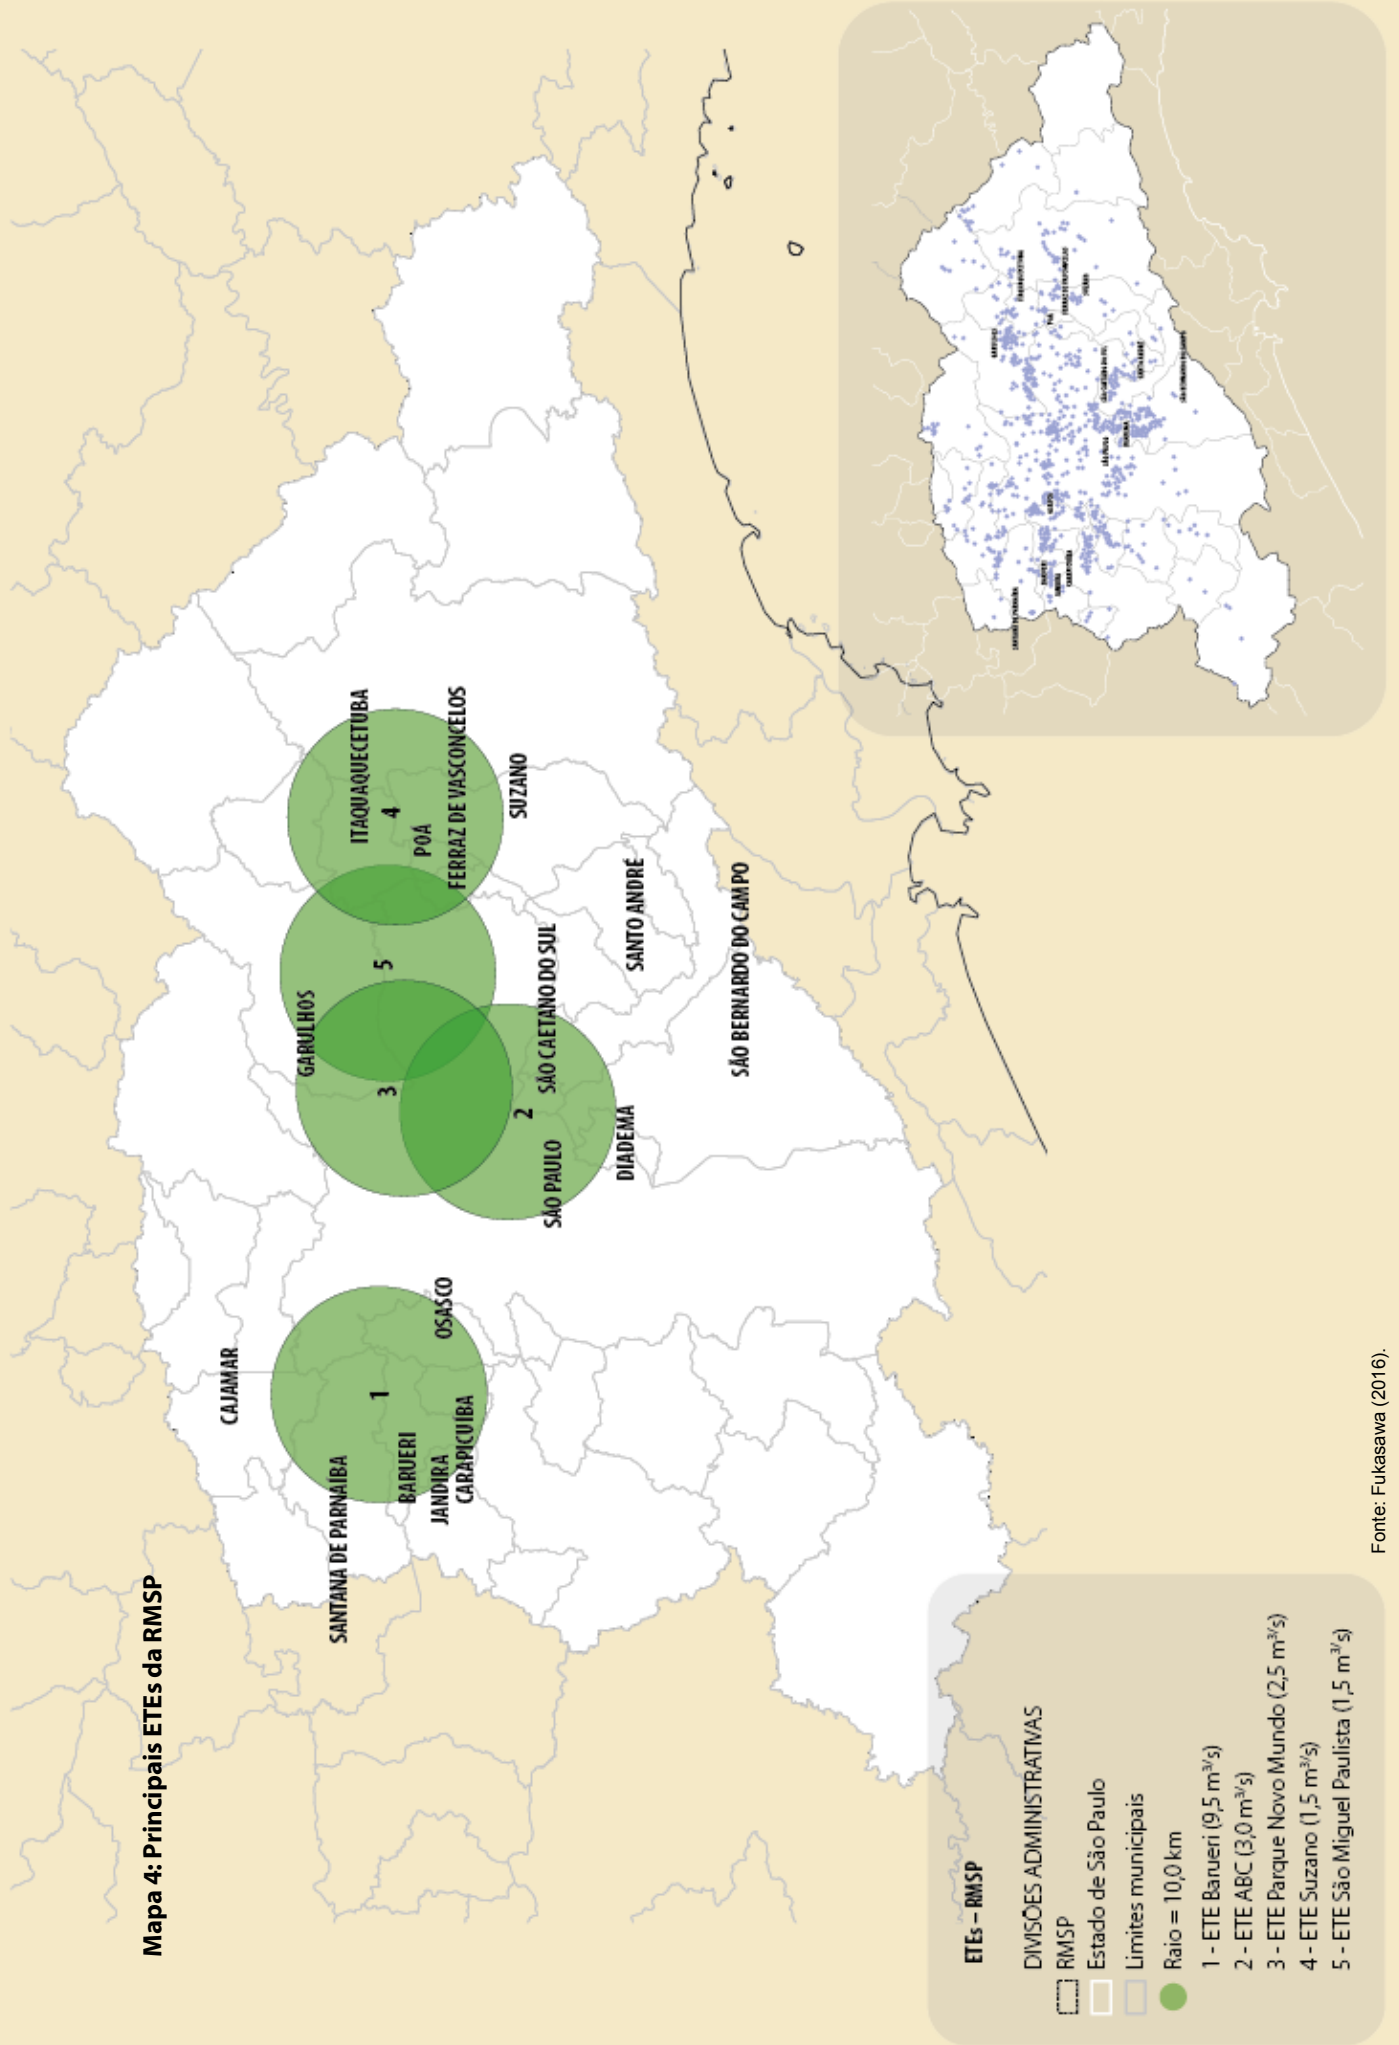 Mapa 4: Principais ETEs da RMSP
CAJAMAR
SANTANA DE PARNAÍBA
BARUERI
JANDIRA
CARAPICUÍBA
OSASCO
1
GARULHOS
3
5
2
SÃO PAULO
SÃO CAETANO DO SUL
DIADEMA
ITAQUAQUECETUBA
4
POA
FERRAZ DE VASCONCELOS
SUZANO
SANTO ANDRÉ
SÃO BERNARDO DO CAMPO
ETEs – RMSP
DIVISÕES ADMINISTRATIVAS
RMSP
Estado de São Paulo
Limites municipais
Raio = 10,0 km
1 - ETE Barueri (9,5 m³/s)
2 - ETE ABC (3,0 m³/s)
3 - ETE Parque Novo Mundo (2,5 m³/s)
4 - ETE Suzano (1,5 m³/s)
5 - ETE São Miguel Paulista (1,5 m³/s)
Fonte: Fukasawa (2016).